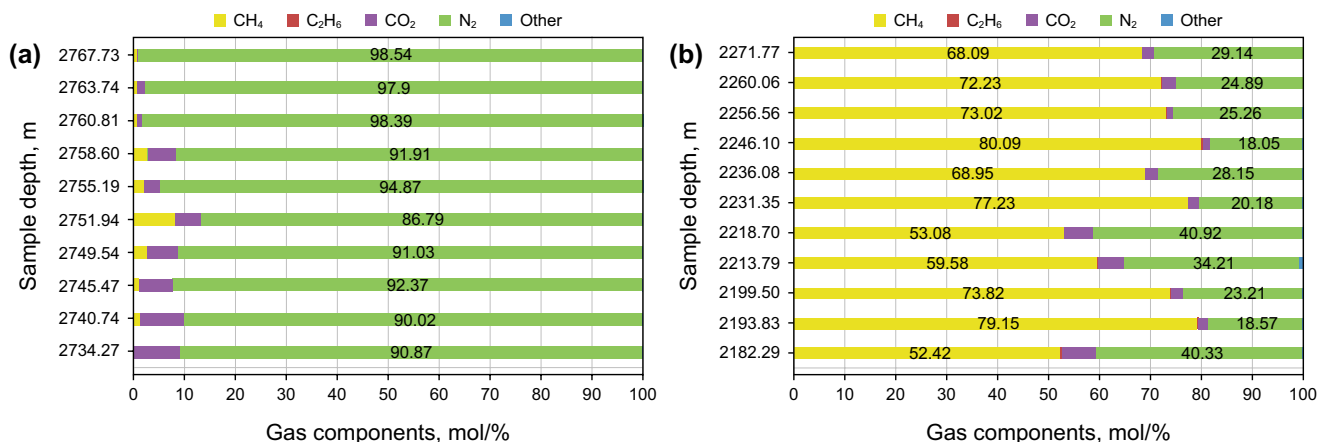 CH₄ C₂H₆ CO₂ N₂ Other
(a)
Sample depth, m
2767.73 98.54
2763.74 97.9
2760.81 98.39
2758.60 91.91
2755.19 94.87
2751.94 86.79
2749.54 91.03
2745.47 92.37
2740.74 90.02
2734.27 90.87
0 10 20 30 40 50 60 70 80 90 100
Gas components, mol/%
CH₄ C₂H₆ CO₂ N₂ Other
(b)
Sample depth, m
2271.77 68.09 29.14
2260.06 72.23 24.89
2256.56 73.02 25.26
2246.10 80.09 18.05
2236.08 68.95 28.15
2231.35 77.23 20.18
2218.70 53.08 40.92
2213.79 59.58 34.21
2199.50 73.82 23.21
2193.83 79.15 18.57
2182.29 52.42 40.33
0 10 20 30 40 50 60 70 80 90 100
Gas components, mol/%